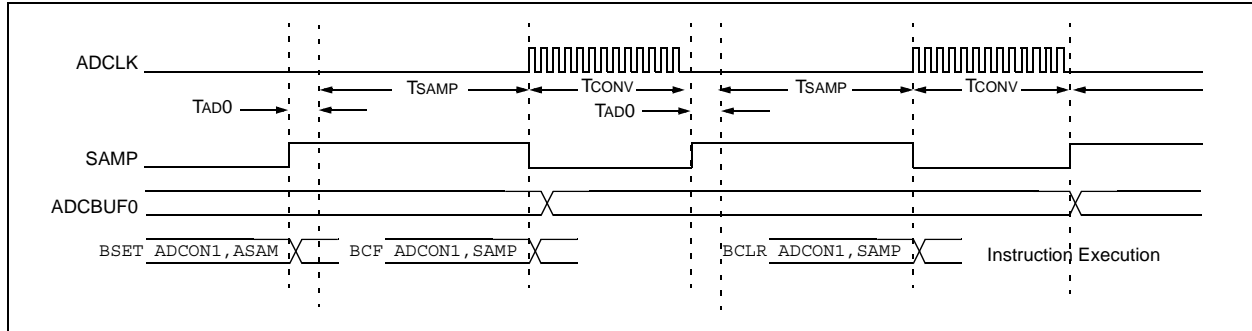 ADCLK
TSAMP TCONV TSAMP TCONV
TAD0 TAD0
SAMP
ADCBUF0
BSET ADCON1,ASAM BCF ADCON1,SAMP BCLR ADCON1,SAMP Instruction Execution